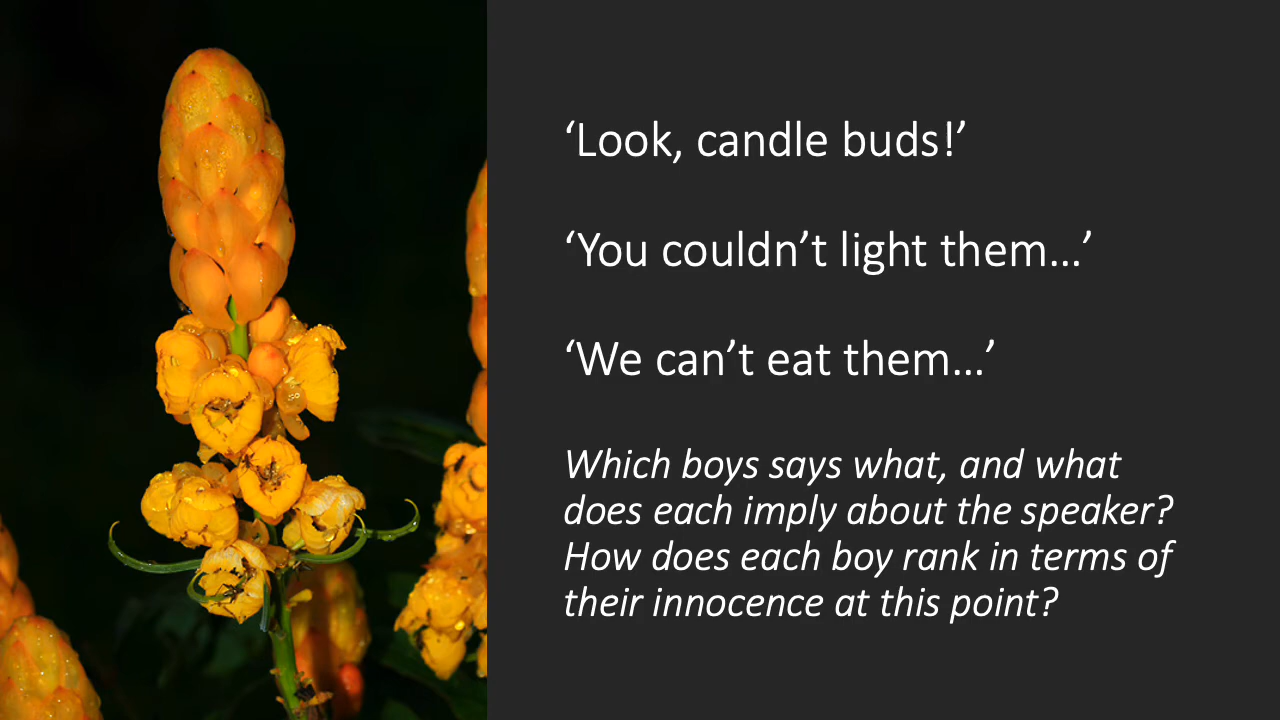 ‘Look, candle buds!’
‘You couldn’t light them…’
‘We can’t eat them…’
Which boys says what, and what
does each imply about the speaker?
How does each boy rank in terms of
their innocence at this point?